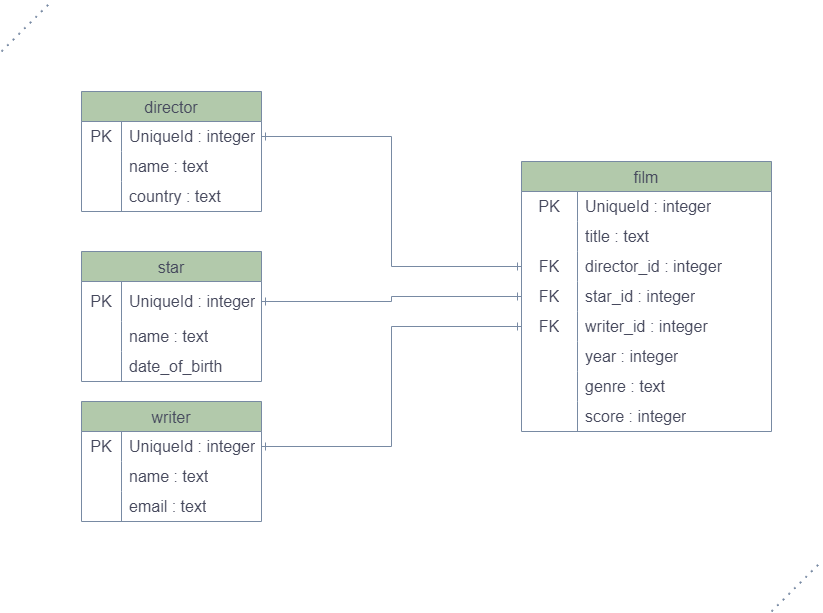 director
PK UniqueId : integer
name : text
country : text
star
PK UniqueId : integer
name : text
date_of_birth
writer
PK UniqueId : integer
name : text
email : text
film
PK UniqueId : integer
title : text
FK director_id : integer
FK star_id : integer
FK writer_id : integer
year : integer
genre : text
score : integer